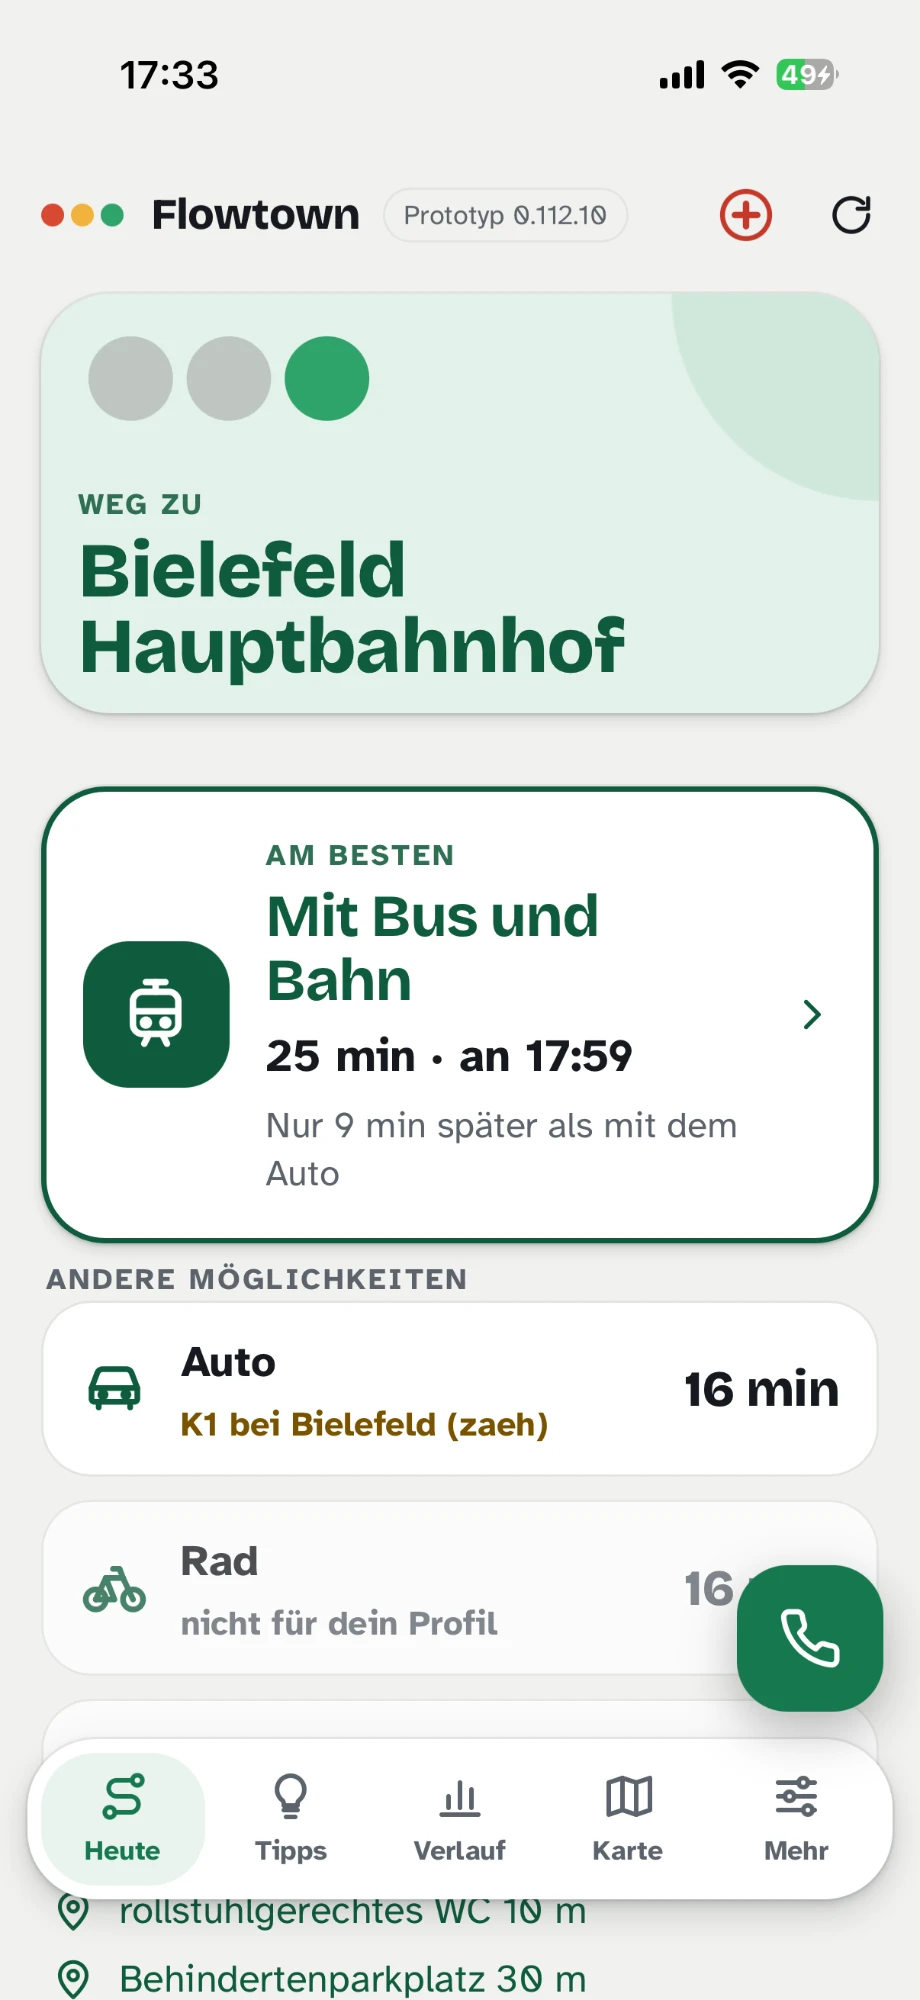 17:33
49
Flowtown
Prototyp 0.112.10
WEG ZU
Bielefeld
Hauptbahnhof
AM BESTEN
Mit Bus und
Bahn
25 min · an 17:59
Nur 9 min später als mit dem
Auto
ANDERE MÖGLICHKEITEN
Auto
16 min
K1 bei Bielefeld (zaeh)
Rad
16
nicht für dein Profil
Heute
Tipps
Verlauf
Karte
Mehr
rollstuhlgerechtes WC 10 m
Behindertenparkplatz 30 m